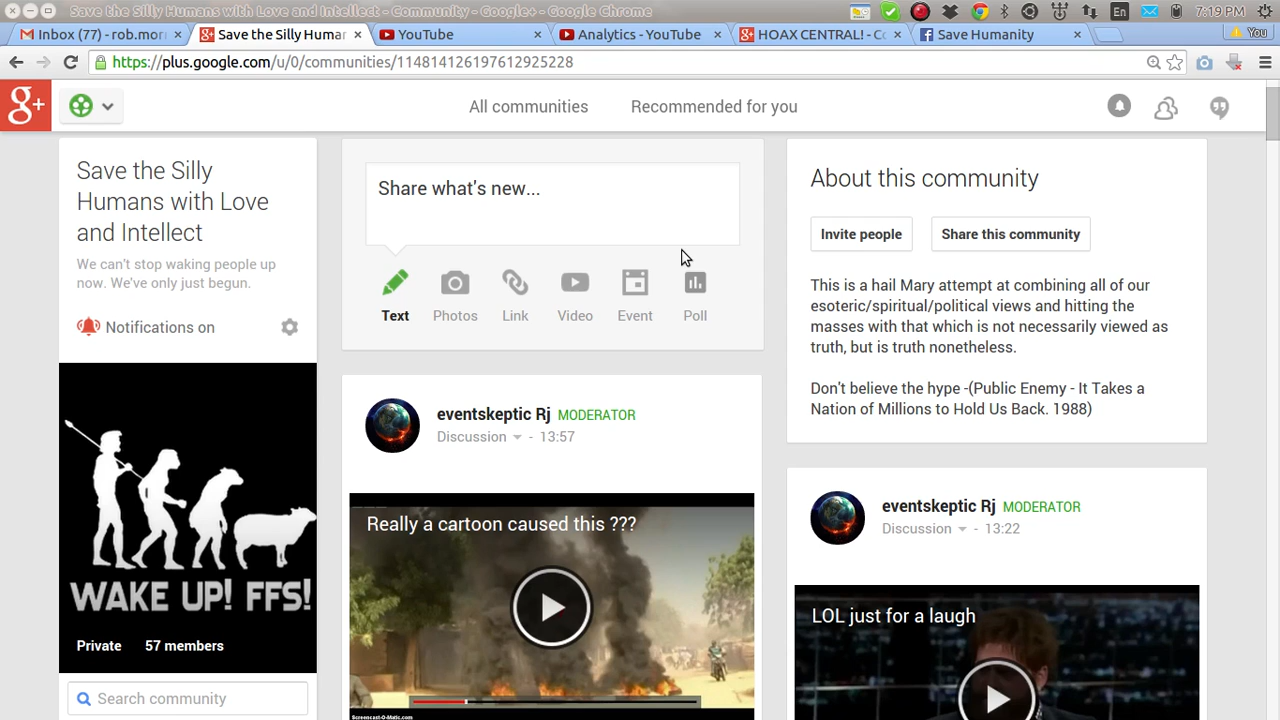 Save the Silly Humans with Love and Intellect - Community - Google+ - Google Chrome
En
7:19 PM
Inbox (77) - rob.mor
Save the Silly Humar
YouTube
Analytics - YouTube
HOAX CENTRAL! - Co
Save Humanity
You
https://plus.google.com/u/0/communities/114814126197612925228
g+
All communities
Recommended for you
Save the Silly
Humans with Love
and Intellect
We can't stop waking people up
now. We've only just begun.
Notifications on
WAKE UP! FFS!
Private 57 members
Search community
Share what's new...
Text Photos Link Video Event Poll
eventskeptic Rj MODERATOR
Discussion - 13:57
Really a cartoon caused this ???
Screencast-O-Matic.com
About this community
Invite people
Share this community
This is a hail Mary attempt at combining all of our
esoteric/spiritual/political views and hitting the
masses with that which is not necessarily viewed as
truth, but is truth nonetheless.
Don't believe the hype -(Public Enemy - It Takes a
Nation of Millions to Hold Us Back. 1988)
eventskeptic Rj MODERATOR
Discussion - 13:22
LOL just for a laugh